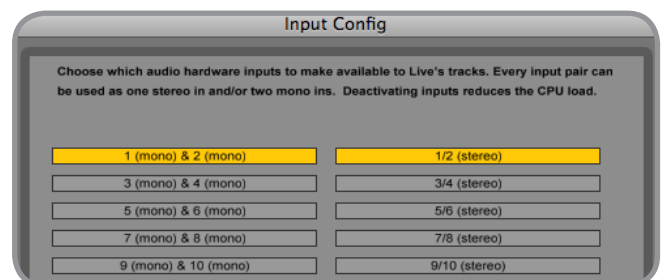 Input Config
Choose which audio hardware inputs to make available to Live's tracks. Every input pair can
be used as one stereo in and/or two mono ins. Deactivating inputs reduces the CPU load.
1 (mono) & 2 (mono) 1/2 (stereo)
3 (mono) & 4 (mono) 3/4 (stereo)
5 (mono) & 6 (mono) 5/6 (stereo)
7 (mono) & 8 (mono) 7/8 (stereo)
9 (mono) & 10 (mono) 9/10 (stereo)